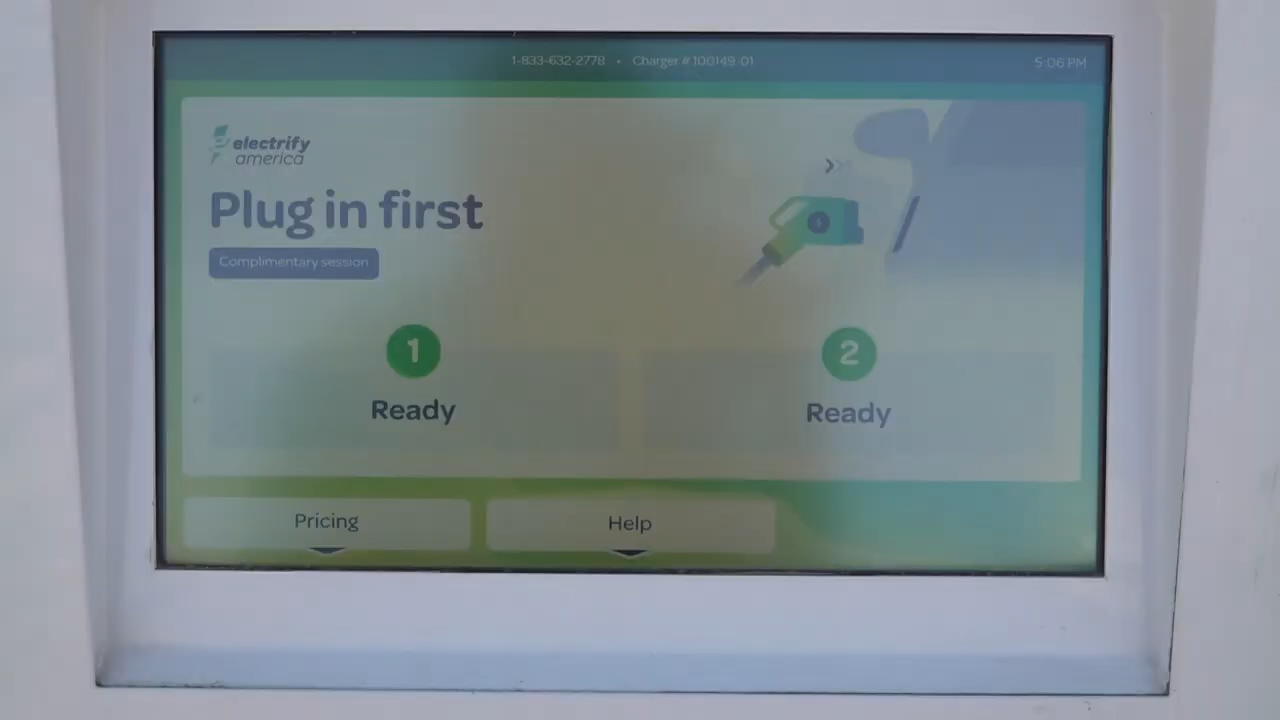 1-833-632-2778 • Charger # 100149-01
5:06 PM
electrify
america
Plug in first
Complimentary session
1
Ready
2
Ready
Pricing
Help